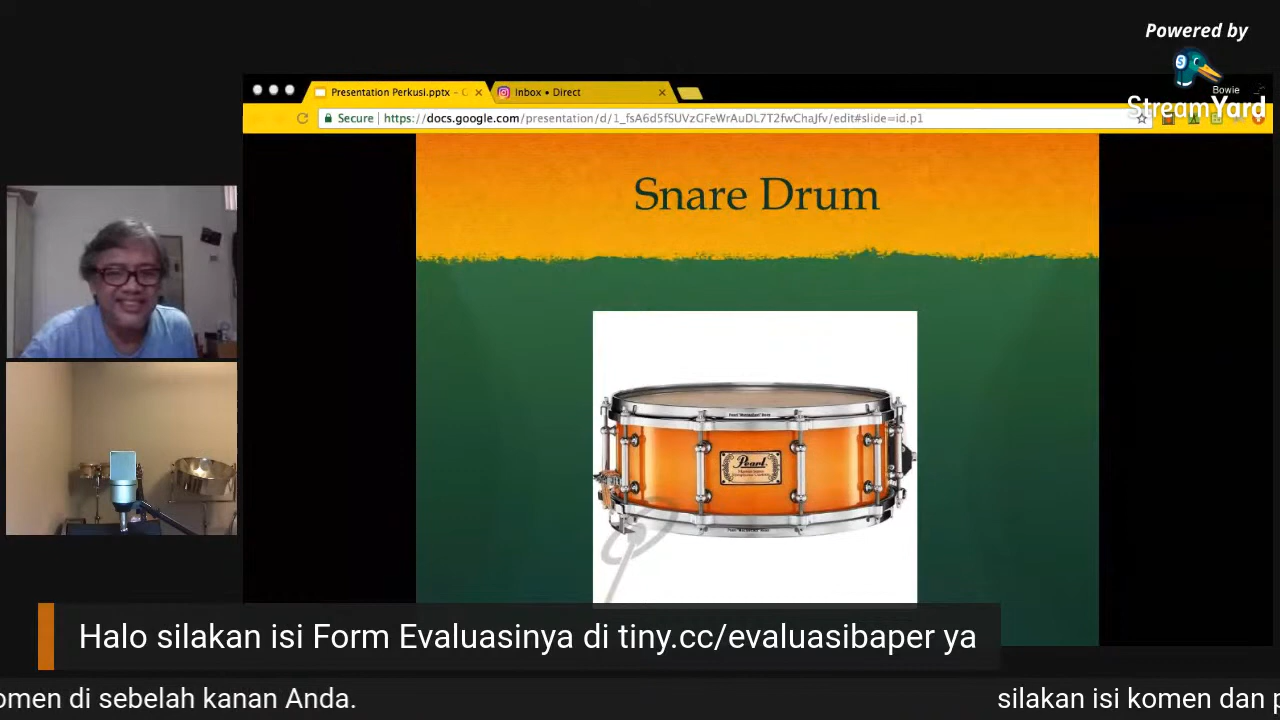 Powered by
Bowie
StreamYard
Presentation Perkusi.pptx - G
Inbox • Direct
Secure
https://docs.google.com/presentation/d/1_fsA6d5fSUVzGFeWrAuDL7T2fwChaJfv/edit#slide=id.p1
Snare Drum
Pearl
Halo silakan isi Form Evaluasinya di tiny.cc/evaluasibaper ya
omen di sebelah kanan Anda.
silakan isi komen dan p